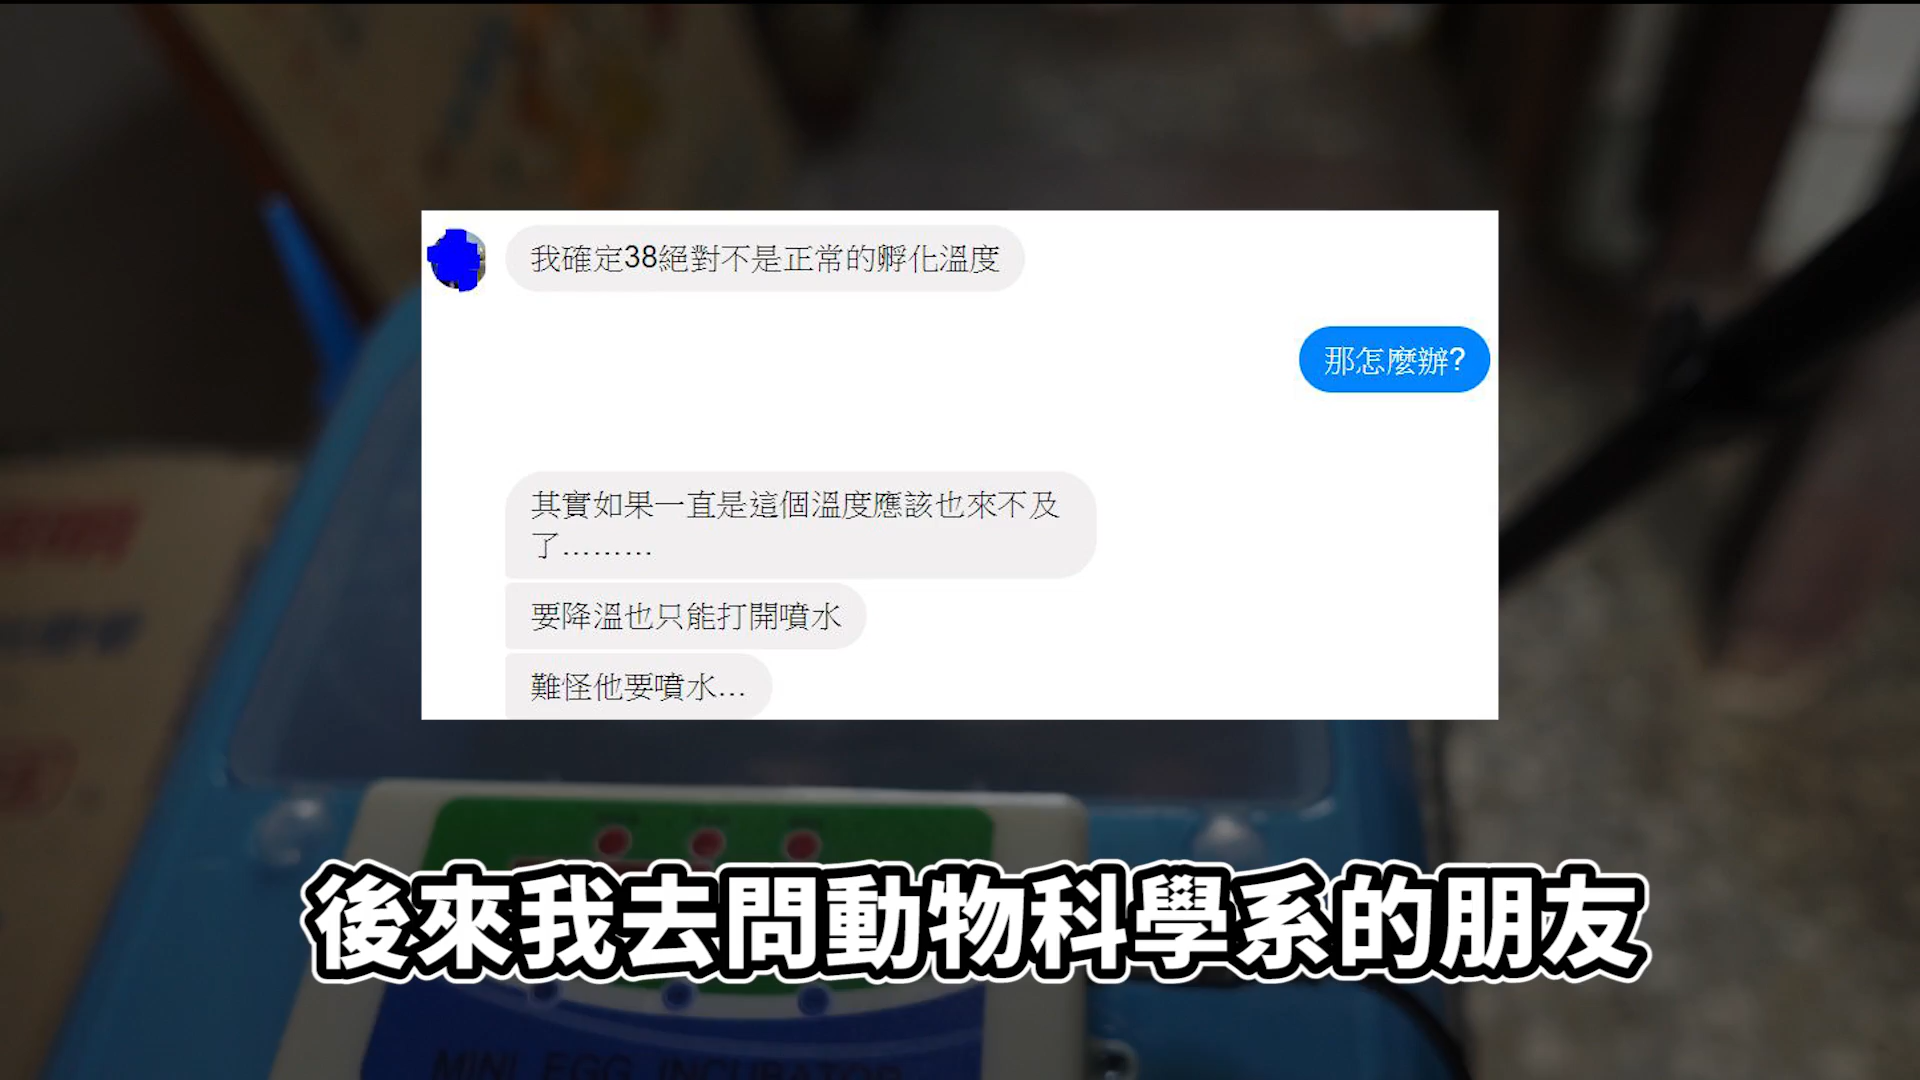 我確定38絕對不是正常的孵化溫度
那怎麼辦?
其實如果一直是這個溫度應該也來不及
了………
要降溫也只能打開噴水
難怪他要噴水…
後來我去問動物科學系的朋友
MINI EGG INCUBATOR